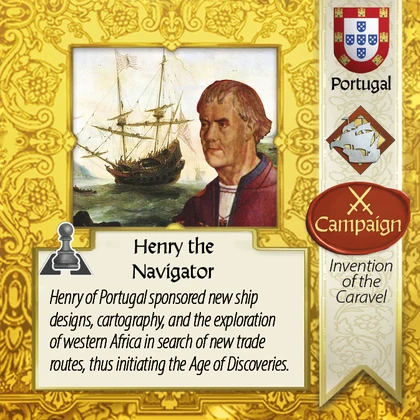 Portugal
Campaign
Invention
of the
Caravel
Henry the
Navigator
Henry of Portugal sponsored new ship
designs, cartography, and the exploration
of western Africa in search of new trade
routes, thus initiating the Age of Discoveries.